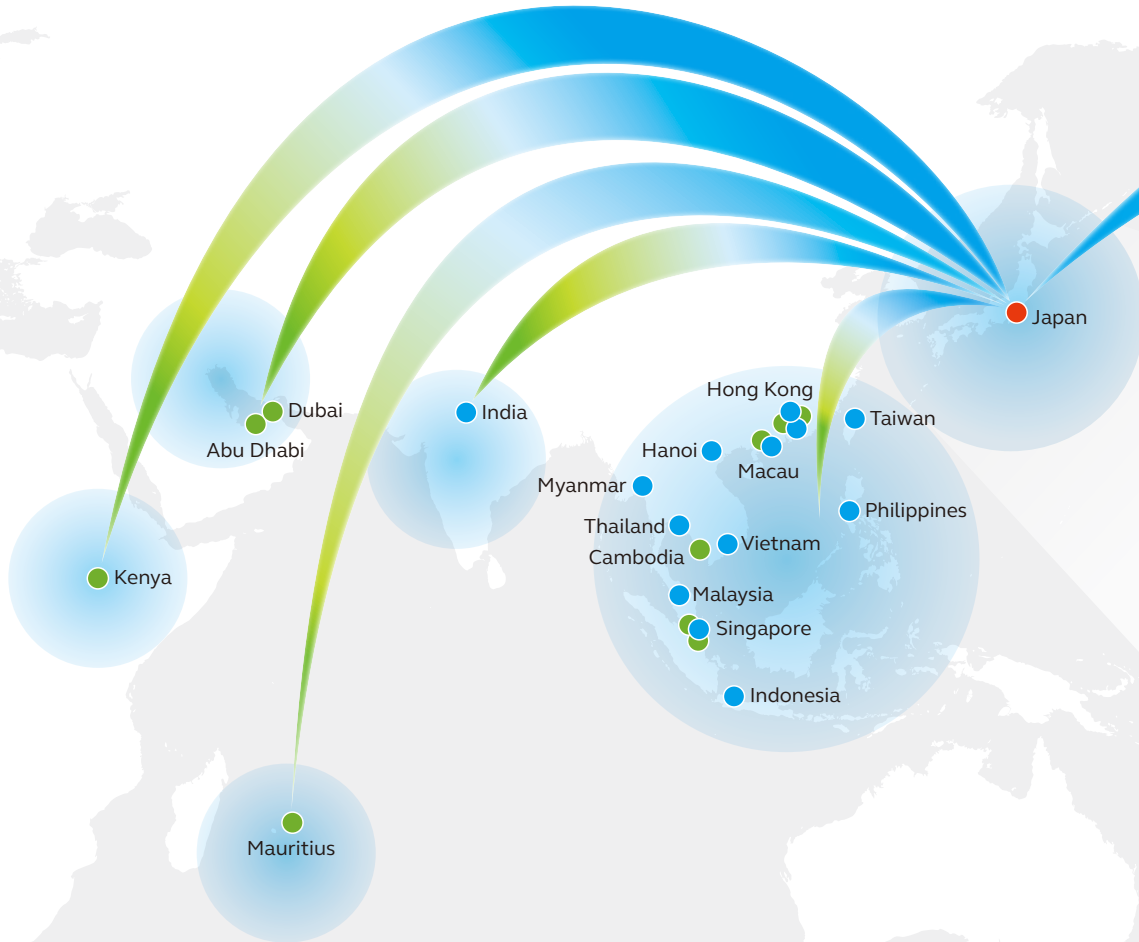 Japan
Hong Kong
Dubai
India
Taiwan
Abu Dhabi
Hanoi
Macau
Myanmar
Philippines
Thailand
Vietnam
Cambodia
Kenya
Malaysia
Singapore
Indonesia
Mauritius